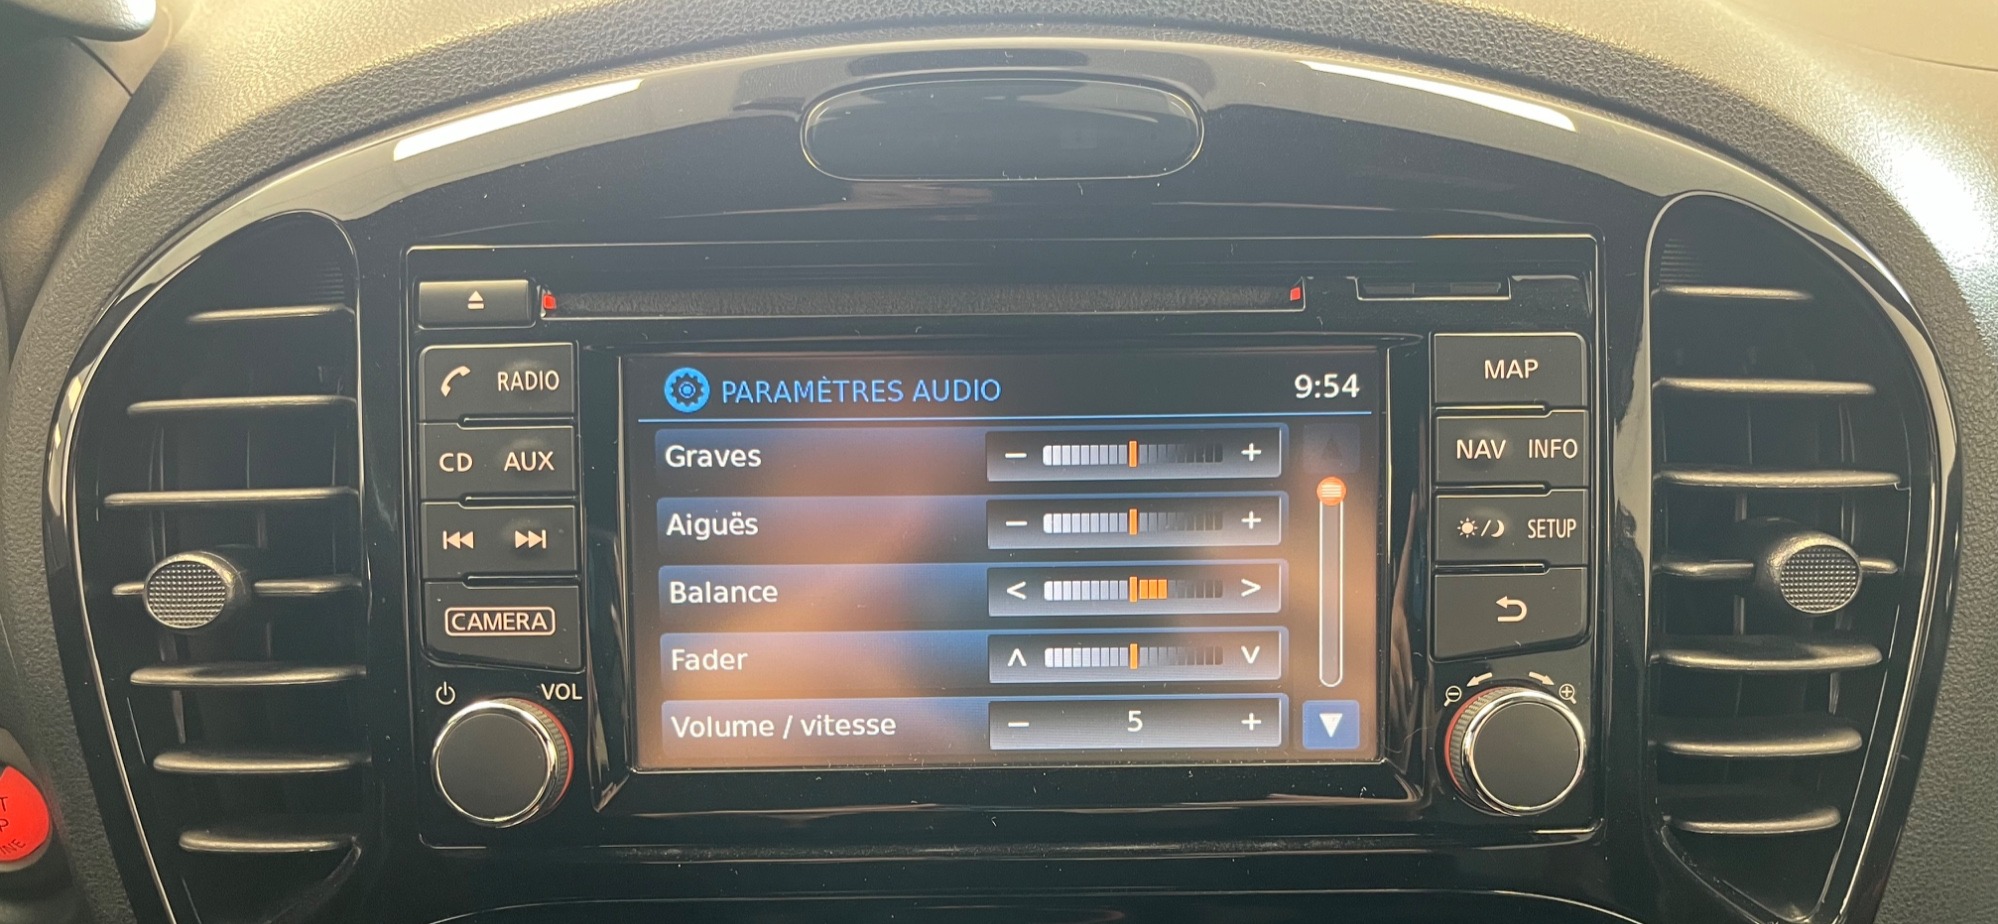 RADIO
CD AUX
CAMERA
VOL
PARAMÈTRES AUDIO 9:54
Graves - +
Aiguës - +
Balance < >
Fader
Volume / vitesse - 5 +
MAP
NAV INFO
SETUP